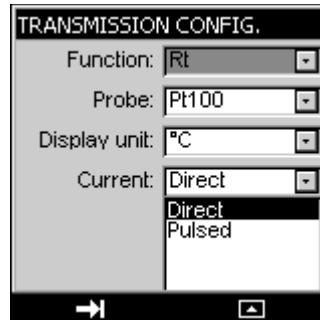 TRANSMISSION CONFIG.
Function: Rt
Probe: Pt100
Display unit: °C
Current: Direct
Direct
Pulsed